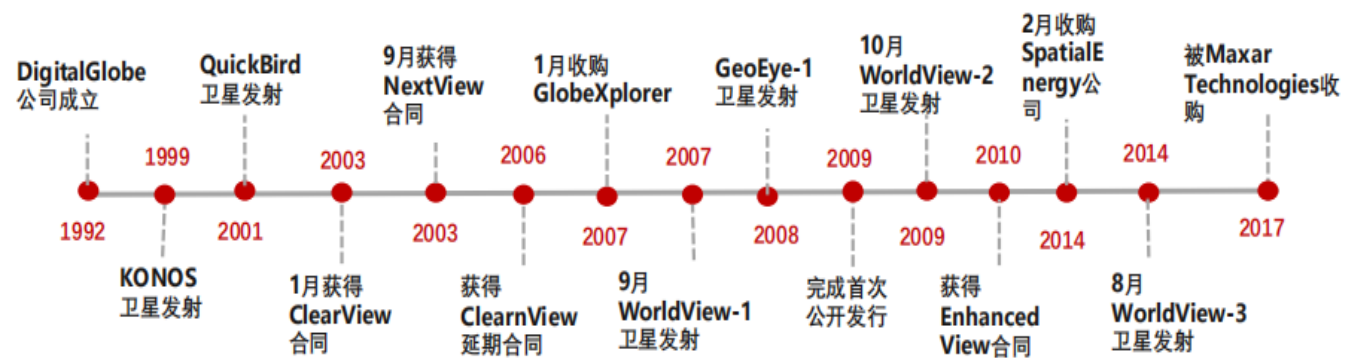 DigitalGlobe
公司成立
1992
1999
KONOS
卫星发射
QuickBird
卫星发射
2001
2003
1月获得
ClearView
合同
9月获得
NextView
合同
2003
2006
获得
ClearnView
延期合同
1月收购
GlobeXplorer
2007
2007
9月
WorldView-1
卫星发射
GeoEye-1
卫星发射
2008
2009
完成首次
公开发行
10月
WorldView-2
卫星发射
2009
2010
获得
Enhanced
View合同
2月收购
SpatialE
nergy公
司
2014
2014
8月
WorldView-3
卫星发射
被Maxar
Technologies收
购
2017